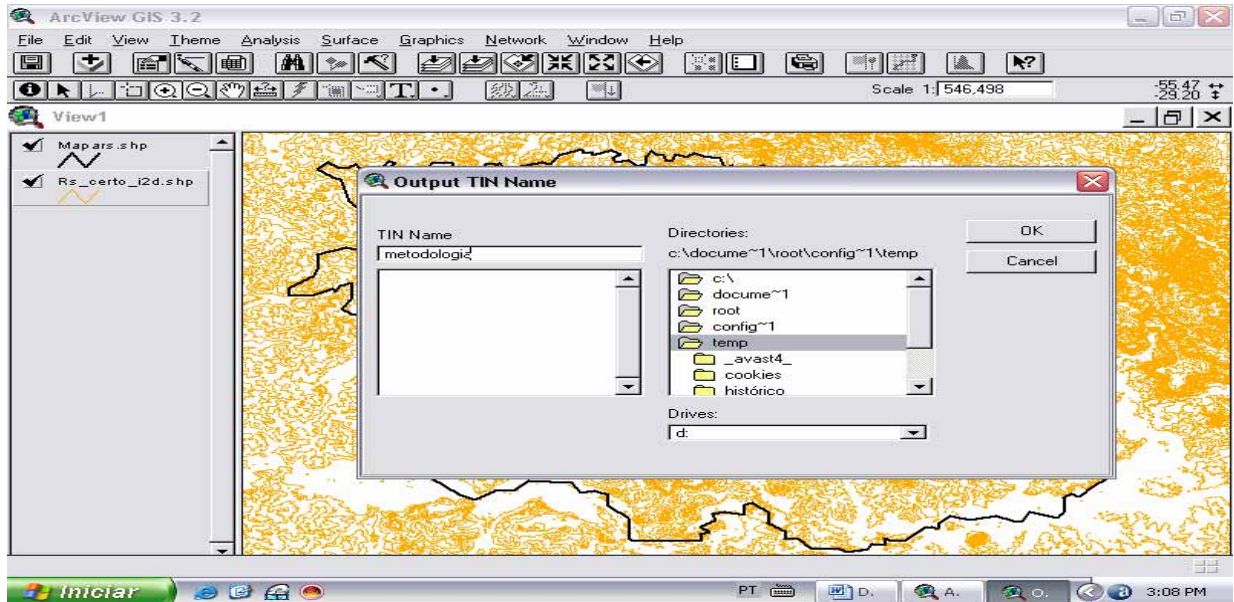 ArcView GIS 3.2
File Edit View Theme Analysis Surface Graphics Network Window Help
Scale 1: 546,498
-55.47
-29.20
View1
Mapars.shp
Rs_certo_i2d.shp
Output TIN Name
TIN Name
metodologia
Directories:
c:\docume~1\root\config~1\temp
c:\
docume~1
root
config~1
temp
_avast4_
cookies
histórico
Drives:
d:
OK
Cancel
Iniciar
PT
D.
A.
O.
3:08 PM